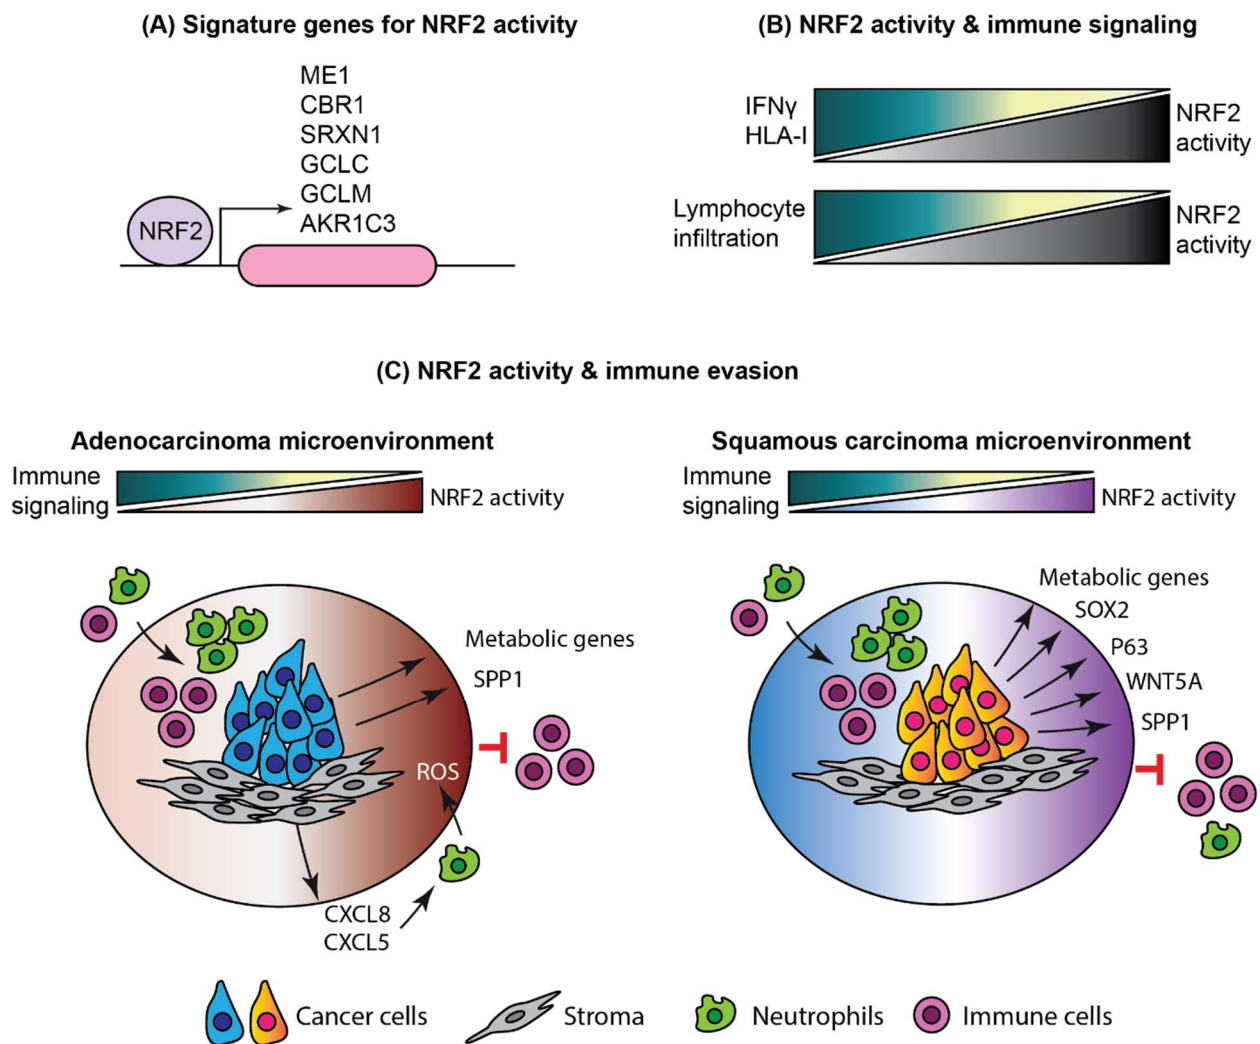 (A) Signature genes for NRF2 activity
ME1
CBR1
SRXN1
GCLC
GCLM
AKR1C3
NRF2
(B) NRF2 activity & immune signaling
IFNγ
HLA-I
NRF2
activity
Lymphocyte
infiltration
NRF2
activity
(C) NRF2 activity & immune evasion
Adenocarcinoma microenvironment
Immune
signaling
NRF2 activity
Metabolic genes
SPP1
ROS
CXCL8
CXCL5
Squamous carcinoma microenvironment
Immune
signaling
NRF2 activity
Metabolic genes
SOX2
P63
WNT5A
SPP1
Cancer cells
Stroma
Neutrophils
Immune cells